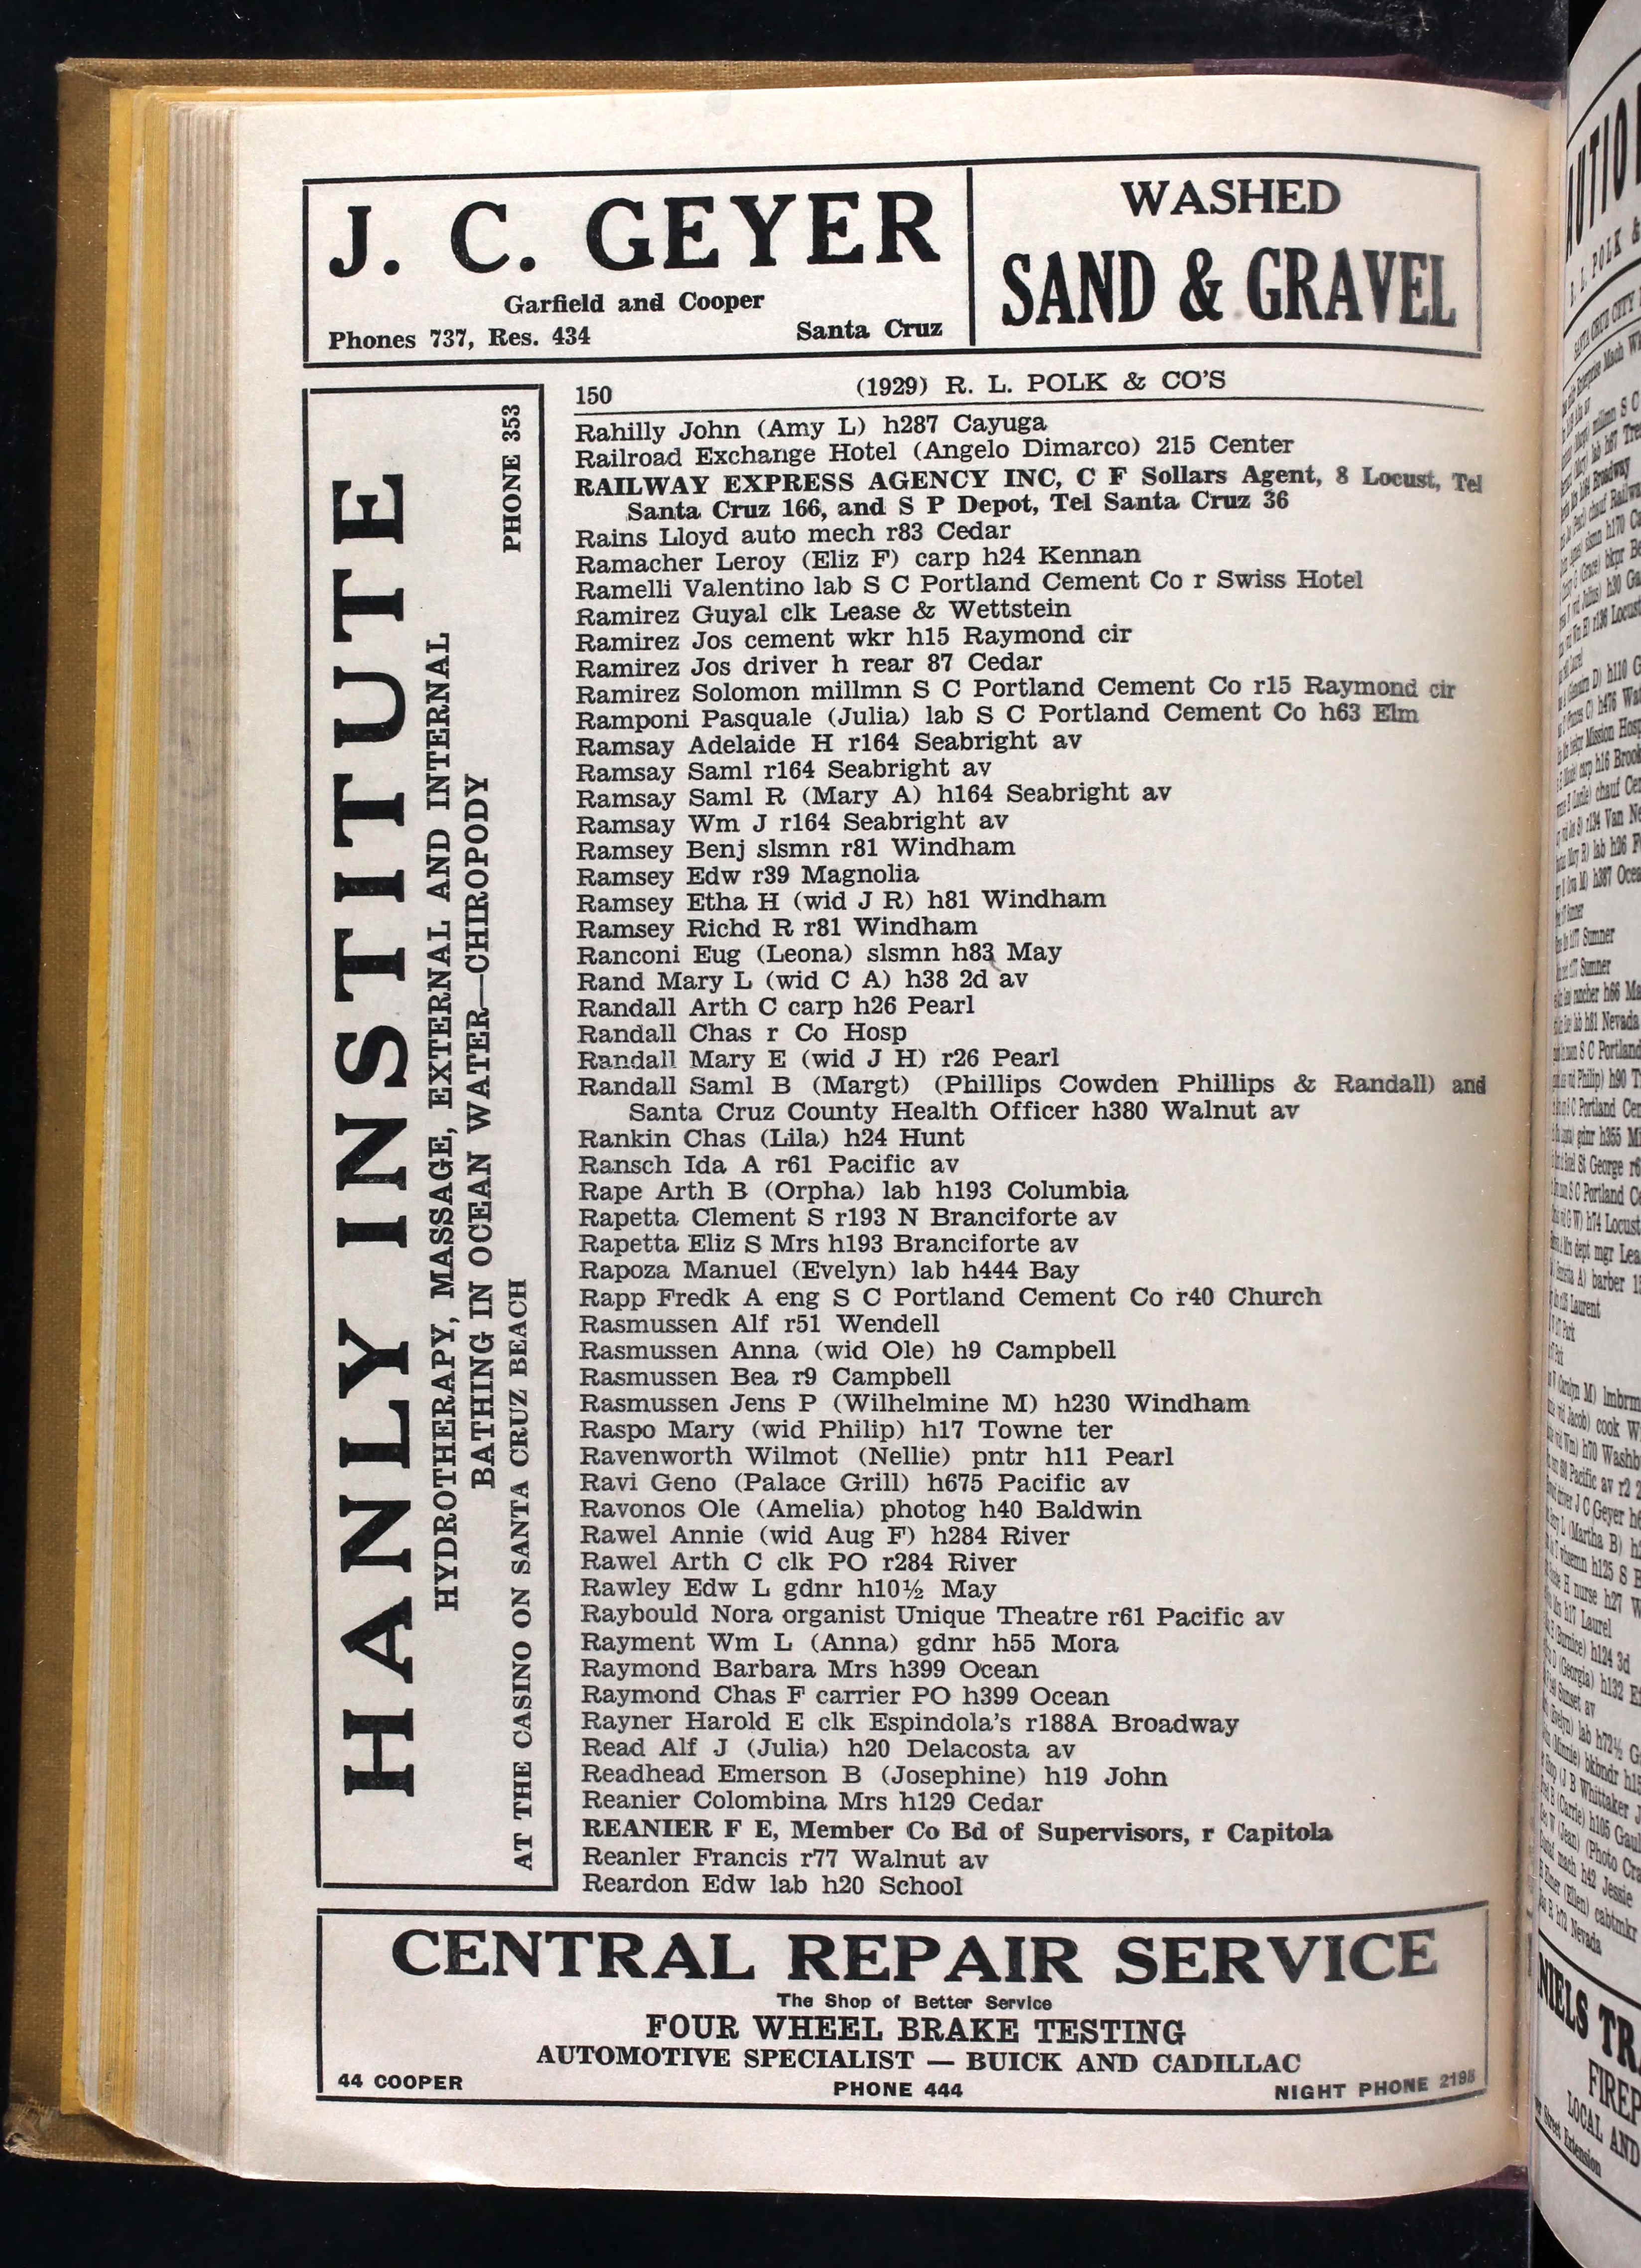 J. C. GEYER
Garfield and Cooper
Phones 737, Res. 434 Santa Cruz
WASHED
SAND & GRAVEL
HANLY INSTITUTE
HYDROTHERAPY, MASSAGE, EXTERNAL AND INTERNAL
BATHING IN OCEAN WATER—CHIROPODY
AT THE CASINO ON SANTA CRUZ BEACH PHONE 353
150 (1929) R. L. POLK & CO'S
Rahilly John (Amy L) h287 Cayuga
Railroad Exchange Hotel (Angelo Dimarco) 215 Center
RAILWAY EXPRESS AGENCY INC, C F Sollars Agent, 8 Locust, Tel
Santa Cruz 166, and S P Depot, Tel Santa Cruz 36
Rains Lloyd auto mech r83 Cedar
Ramacher Leroy (Eliz F) carp h24 Kennan
Ramelli Valentino lab S C Portland Cement Co r Swiss Hotel
Ramirez Guyal clk Lease & Wettstein
Ramirez Jos cement wkr h15 Raymond cir
Ramirez Jos driver h rear 87 Cedar
Ramirez Solomon millmn S C Portland Cement Co r15 Raymond cir
Ramponi Pasquale (Julia) lab S C Portland Cement Co h63 Elm
Ramsay Adelaide H r164 Seabright av
Ramsay Saml r164 Seabright av
Ramsay Saml R (Mary A) h164 Seabright av
Ramsay Wm J r164 Seabright av
Ramsey Benj slsmn r81 Windham
Ramsey Edw r39 Magnolia
Ramsey Etha H (wid J R) h81 Windham
Ramsey Richd R r81 Windham
Ranconi Eug (Leona) slsmn h83 May
Rand Mary L (wid C A) h38 2d av
Randall Arth C carp h26 Pearl
Randall Chas r Co Hosp
Randall Mary E (wid J H) r26 Pearl
Randall Saml B (Margt) (Phillips Cowden Phillips & Randall) and
Santa Cruz County Health Officer h380 Walnut av
Rankin Chas (Lila) h24 Hunt
Ransch Ida A r61 Pacific av
Rape Arth B (Orpha) lab h193 Columbia
Rapetta Clement S r193 N Branciforte av
Rapetta Eliz S Mrs h193 Branciforte av
Rapoza Manuel (Evelyn) lab h444 Bay
Rapp Fredk A eng S C Portland Cement Co r40 Church
Rasmussen Alf r51 Wendell
Rasmussen Anna (wid Ole) h9 Campbell
Rasmussen Bea r9 Campbell
Rasmussen Jens P (Wilhelmine M) h230 Windham
Raspo Mary (wid Philip) h17 Towne ter
Ravenworth Wilmot (Nellie) pntr h11 Pearl
Ravi Geno (Palace Grill) h675 Pacific av
Ravonos Ole (Amelia) photog h40 Baldwin
Rawel Annie (wid Aug F) h284 River
Rawel Arth C clk PO r284 River
Rawley Edw L gdnr h10½ May
Raybould Nora organist Unique Theatre r61 Pacific av
Rayment Wm L (Anna) gdnr h55 Mora
Raymond Barbara Mrs h399 Ocean
Raymond Chas F carrier PO h399 Ocean
Rayner Harold E clk Espindola's r188A Broadway
Read Alf J (Julia) h20 Delacosta av
Readhead Emerson B (Josephine) h19 John
Reanier Colombina Mrs h129 Cedar
REANIER F E, Member Co Bd of Supervisors, r Capitola
Reanler Francis r77 Walnut av
Reardon Edw lab h20 School
CENTRAL REPAIR SERVICE
The Shop of Better Service
FOUR WHEEL BRAKE TESTING
AUTOMOTIVE SPECIALIST — BUICK AND CADILLAC
44 COOPER PHONE 444 NIGHT PHONE